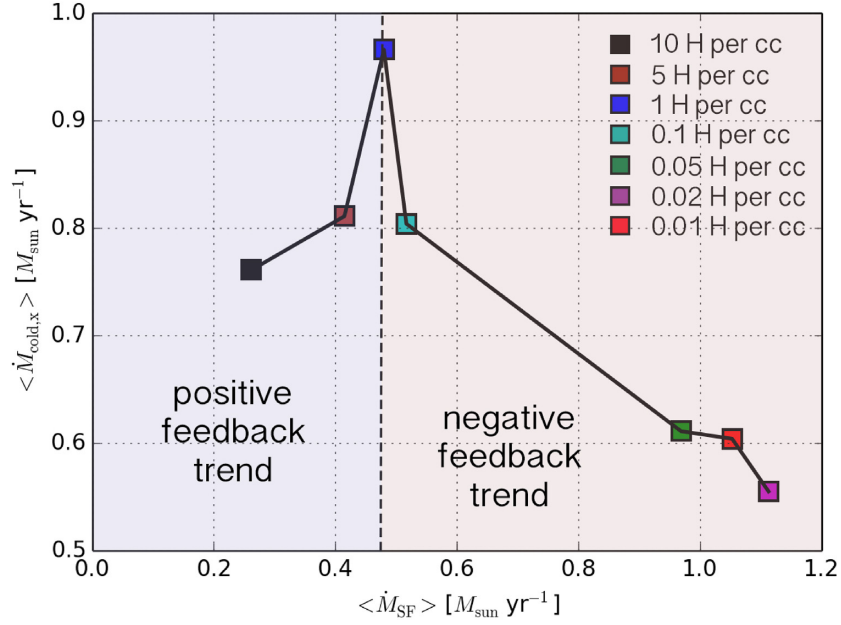 1.0
0.9
0.8
0.7
0.6
0.5
<Ṁcold,x> [Msun yr⁻¹]
10 H per cc
5 H per cc
1 H per cc
0.1 H per cc
0.05 H per cc
0.02 H per cc
0.01 H per cc
positive
feedback
trend
negative
feedback
trend
0.0 0.2 0.4 0.6 0.8 1.0 1.2
<ṀSF> [Msun yr⁻¹]